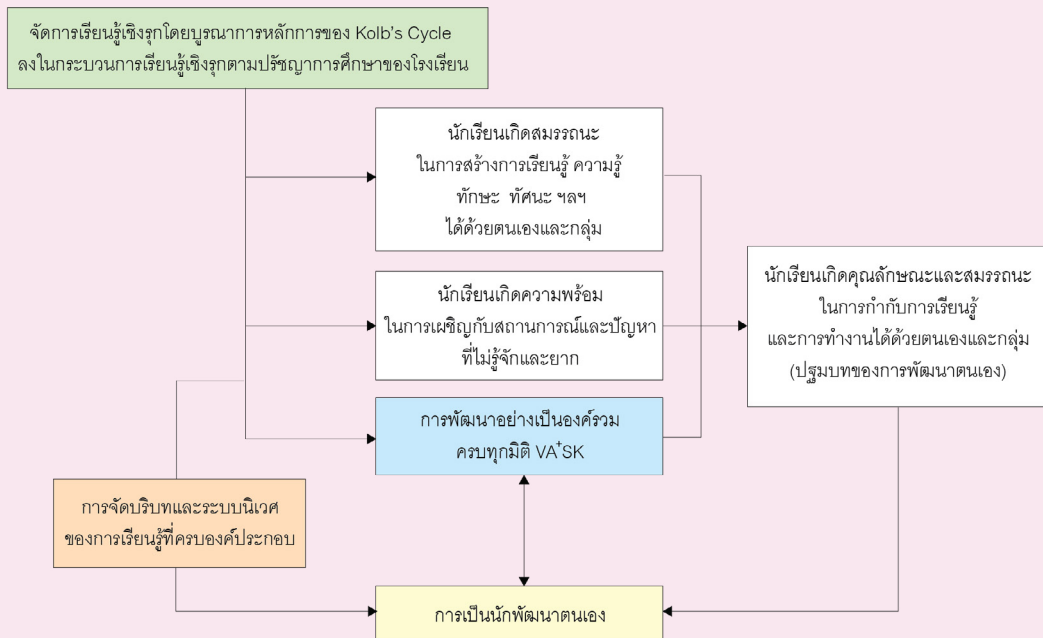 จัดการเรียนรู้เชิงรุกโดยบูรณาการหลักการของ Kolb's Cycle
ลงในกระบวนการเรียนรู้เชิงรุกตามปรัชญาการศึกษาของโรงเรียน
นักเรียนเกิดสมรรถนะ
ในการสร้างการเรียนรู้ ความรู้
ทักษะ ทัศนะ ฯลฯ
ได้ด้วยตนเองและกลุ่ม
นักเรียนเกิดความพร้อม
ในการเผชิญกับสถานการณ์และปัญหา
ที่ไม่รู้จักและยาก
นักเรียนเกิดคุณลักษณะและสมรรถนะ
ในการกำกับการเรียนรู้
และการทำงานได้ด้วยตนเองและกลุ่ม
(ปฐมบทของการพัฒนาตนเอง)
การพัฒนาอย่างเป็นองค์รวม
ครบทุกมิติ VA⁺SK
การจัดบริบทและระบบนิเวศ
ของการเรียนรู้ที่ครบองค์ประกอบ
การเป็นนักพัฒนาตนเอง